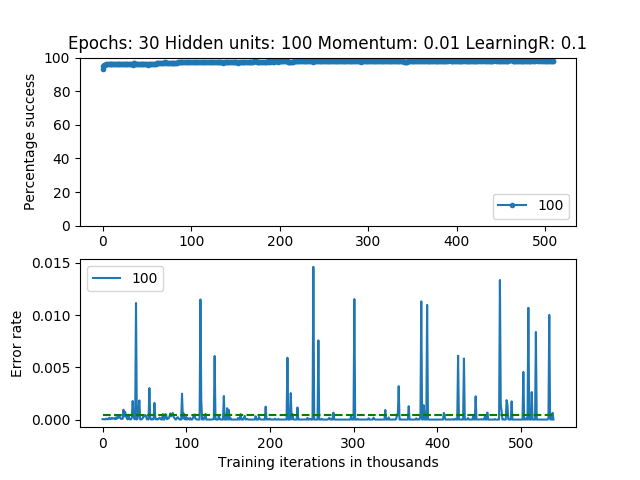 Epochs: 30 Hidden units: 100 Momentum: 0.01 LearningR: 0.1
Percentage success
100
80
60
40
20
0
100
0 100 200 300 400 500
Error rate
0.015
0.010
0.005
0.000
100
0 100 200 300 400 500
Training iterations in thousands